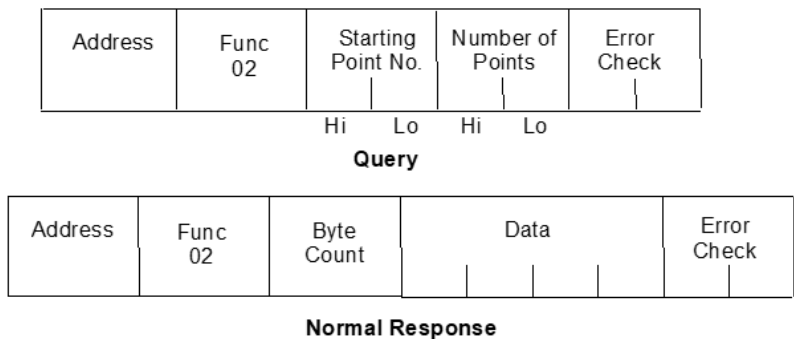 Address
Func
02
Starting
Point No.
Number of
Points
Error
Check
Hi Lo Hi Lo
Query
Address
Func
02
Byte
Count
Data
Error
Check
Normal Response